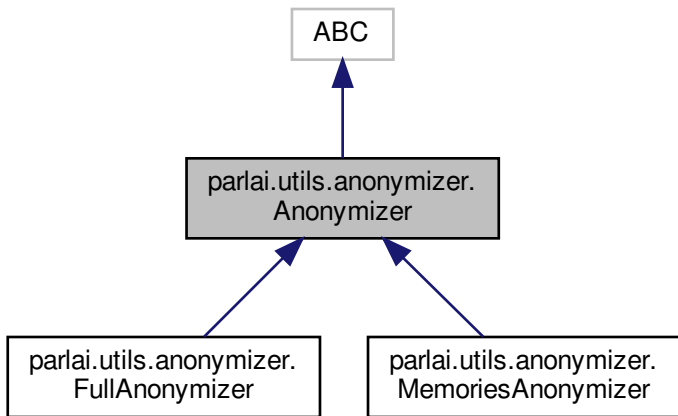 ABC
parlai.utils.anonymizer.
Anonymizer
parlai.utils.anonymizer.
FullAnonymizer
parlai.utils.anonymizer.
MemoriesAnonymizer